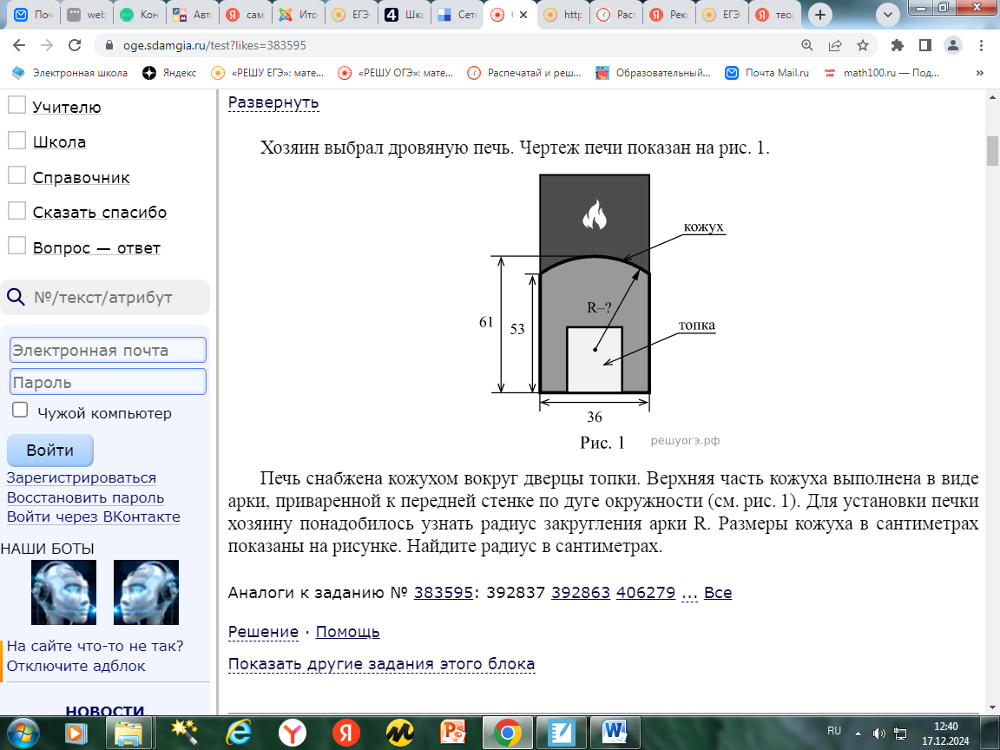 Поч
web
Кон
Авт
сам
Ито
ЕГЭ
4 Шка
Сет
http
Расп
Рек
ЕГЭ
тео
oge.sdamgia.ru/test?likes=383595
Электронная школа
Яндекс
«РЕШУ ЕГЭ»: мате...
«РЕШУ ОГЭ»: мате...
Распечатай и реш...
Образовательный...
Почта Mail.ru
math100.ru — Под...
»
Учителю
Школа
Справочник
Сказать спасибо
Вопрос — ответ
№/текст/атрибут
Электронная почта
Пароль
Чужой компьютер
Войти
Зарегистрироваться
Восстановить пароль
Войти через ВКонтакте
НАШИ БОТЫ
На сайте что-то не так?
Отключите адблок
НОВОСТИ
Развернуть
Хозяин выбрал дровяную печь. Чертеж печи показан на рис. 1.
кожух
R–?
61
53
топка
36
Рис. 1
решуогэ.рф
Печь снабжена кожухом вокруг дверцы топки. Верхняя часть кожуха выполнена в виде
арки, приваренной к передней стенке по дуге окружности (см. рис. 1). Для установки печки
хозяину понадобилось узнать радиус закругления арки R. Размеры кожуха в сантиметрах
показаны на рисунке. Найдите радиус в сантиметрах.
Аналоги к заданию № 383595: 392837 392863 406279 ... Все
Решение · Помощь
Показать другие задания этого блока
RU
12:40
17.12.2024